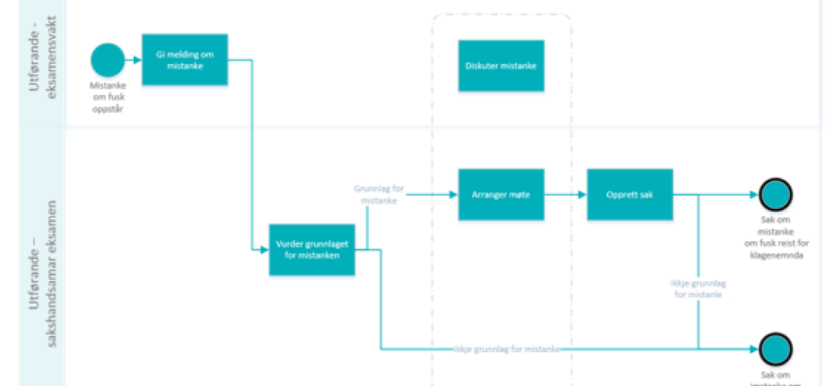 Utførande -
eksamensvakt
Mistanke
om fusk
oppstår
Gi melding om
mistanke
Diskuter mistanke
Utførande –
sakshandsamar eksamen
Vurder grunnlaget
for mistanken
Grunnlag for
mistanke
Arranger møte
Opprett sak
Sak om
mistanke
om fusk reist for
klagenemnda
Ikkje grunnlag
for mistanle
Ikkje grunnlag for mistanke
Sak om